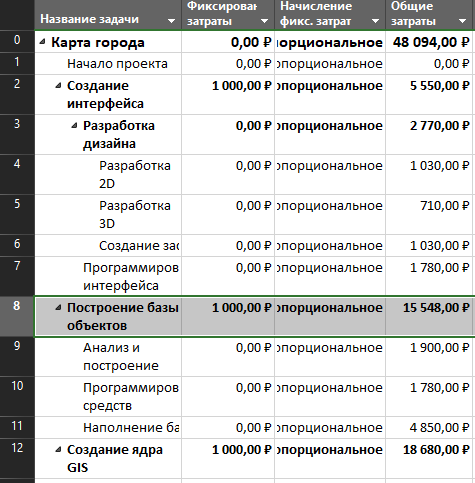 Название задачи Фиксирован затраты Начисление фикс. затрат Общие затраты
0 Карта города 0,00 ₽ 48 094,00 ₽
1 Начало проекта 0,00 ₽ опорциональное 0,00 ₽
2 Создание интерфейса 1 000,00 ₽ опорциональное 5 550,00 ₽
3 Разработка дизайна 0,00 ₽ опорциональное 2 770,00 ₽
4 Разработка 2D 0,00 ₽ опорциональное 1 030,00 ₽
5 Разработка 3D 0,00 ₽ опорциональное 710,00 ₽
6 Создание зас 0,00 ₽ опорциональное 1 030,00 ₽
7 Программиров интерфейса 0,00 ₽ опорциональное 1 780,00 ₽
8 Построение базы объектов 1 000,00 ₽ опорциональное 15 548,00 ₽
9 Анализ и построение 0,00 ₽ опорциональное 1 900,00 ₽
10 Программиров средств 0,00 ₽ опорциональное 1 780,00 ₽
11 Наполнение ба 0,00 ₽ опорциональное 4 850,00 ₽
12 Создание ядра GIS 1 000,00 ₽ опорциональное 18 680,00 ₽